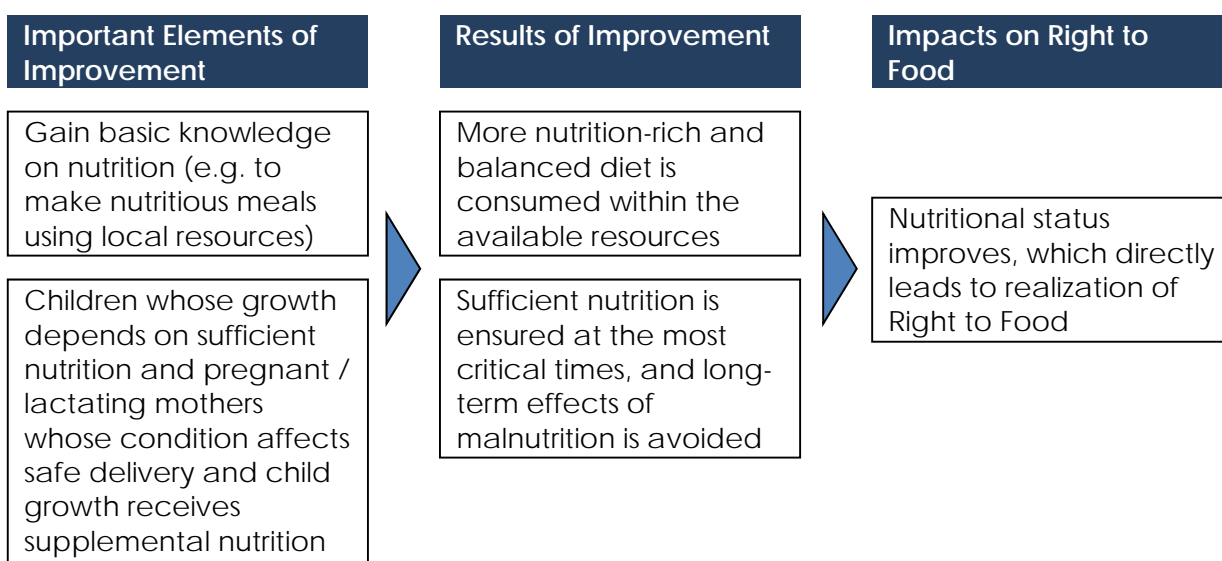 Important Elements of
Improvement
Gain basic knowledge
on nutrition (e.g. to
make nutritious meals
using local resources)
Children whose growth
depends on sufficient
nutrition and pregnant /
lactating mothers
whose condition affects
safe delivery and child
growth receives
supplemental nutrition
Results of Improvement
More nutrition-rich and
balanced diet is
consumed within the
available resources
Sufficient nutrition is
ensured at the most
critical times, and long-
term effects of
malnutrition is avoided
Impacts on Right to
Food
Nutritional status
improves, which directly
leads to realization of
Right to Food